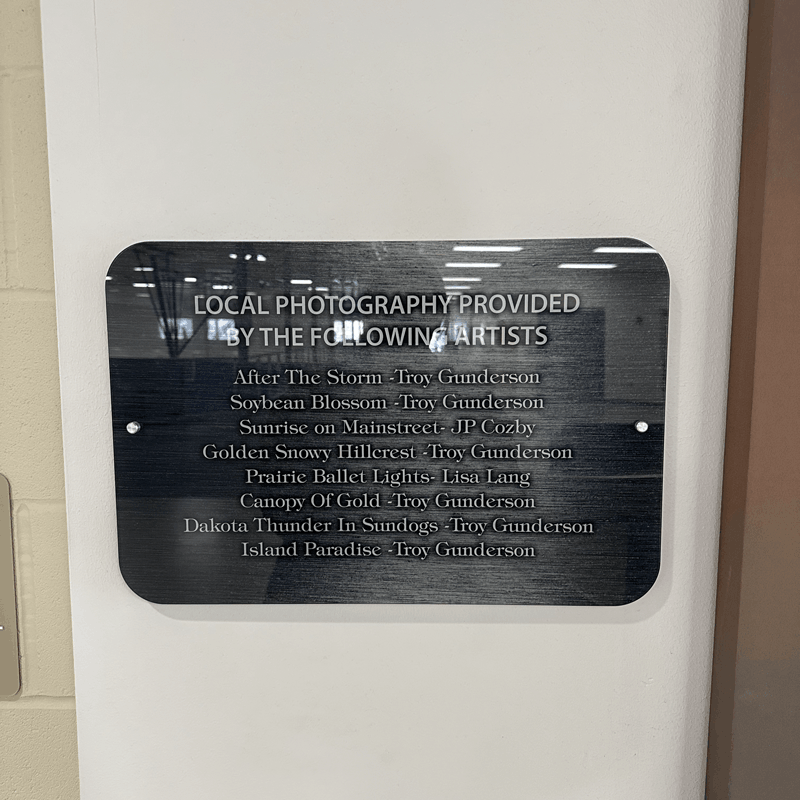 LOCAL PHOTOGRAPHY PROVIDED
BY THE FOLLOWING ARTISTS
After The Storm -Troy Gunderson
Soybean Blossom -Troy Gunderson
Sunrise on Mainstreet- JP Cozby
Golden Snowy Hillcrest -Troy Gunderson
Prairie Ballet Lights- Lisa Lang
Canopy Of Gold -Troy Gunderson
Dakota Thunder In Sundogs -Troy Gunderson
Island Paradise -Troy Gunderson